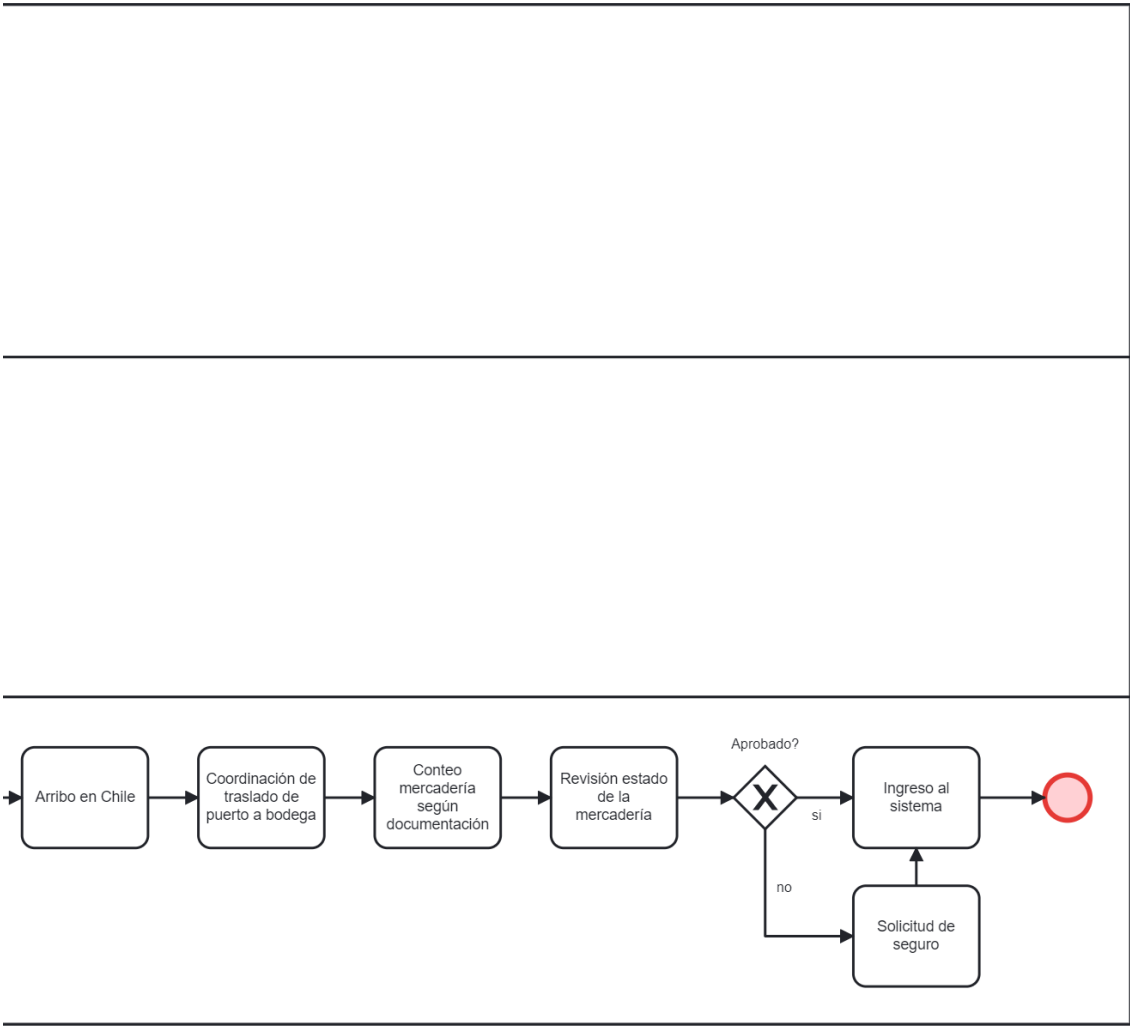 Arribo en Chile
Coordinación de
traslado de
puerto a bodega
Conteo
mercadería
según
documentación
Revisión estado
de la
mercadería
Aprobado?
X
si
no
Ingreso al
sistema
Solicitud de
seguro